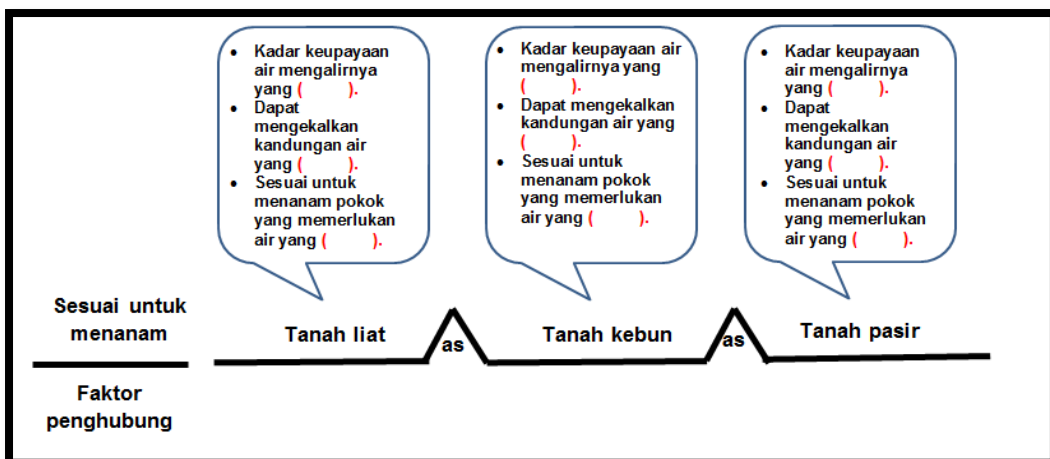 • Kadar keupayaan
air mengalirnya
yang (      ).
• Dapat
mengekalkan
kandungan air
yang (      ).
• Sesuai untuk
menanam pokok
yang memerlukan
air yang (      ).
• Kadar keupayaan air
mengalirnya yang
(      ).
• Dapat mengekalkan
kandungan air yang
(      ).
• Sesuai untuk
menanam pokok
yang memerlukan
air yang (      ).
• Kadar keupayaan
air mengalirnya
yang (      ).
• Dapat
mengekalkan
kandungan air
yang (      ).
• Sesuai untuk
menanam pokok
yang memerlukan
air yang (      ).
Sesuai untuk
menanam
Tanah liat
as
Tanah kebun
as
Tanah pasir
Faktor
penghubung